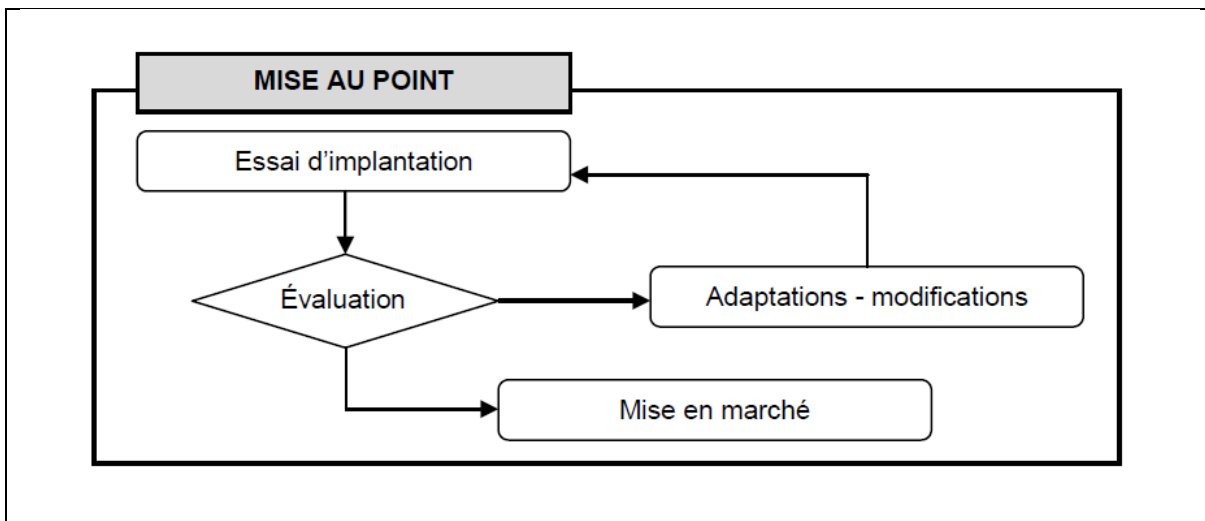 MISE AU POINT
Essai d’implantation
Évaluation
Adaptations - modifications
Mise en marché